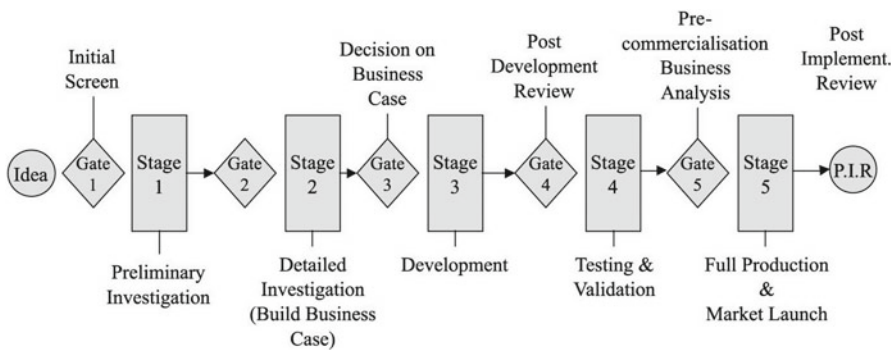 Initial
Screen
Decision on
Business
Case
Post
Development
Review
Pre-
commercialisation
Business
Analysis
Post
Implement.
Review
Idea
Gate
1
Stage
1
Gate
2
Stage
2
Gate
3
Stage
3
Gate
4
Stage
4
Gate
5
Stage
5
P.I.R
Preliminary
Investigation
Detailed
Investigation
(Build Business
Case)
Development
Testing &
Validation
Full Production
&
Market Launch